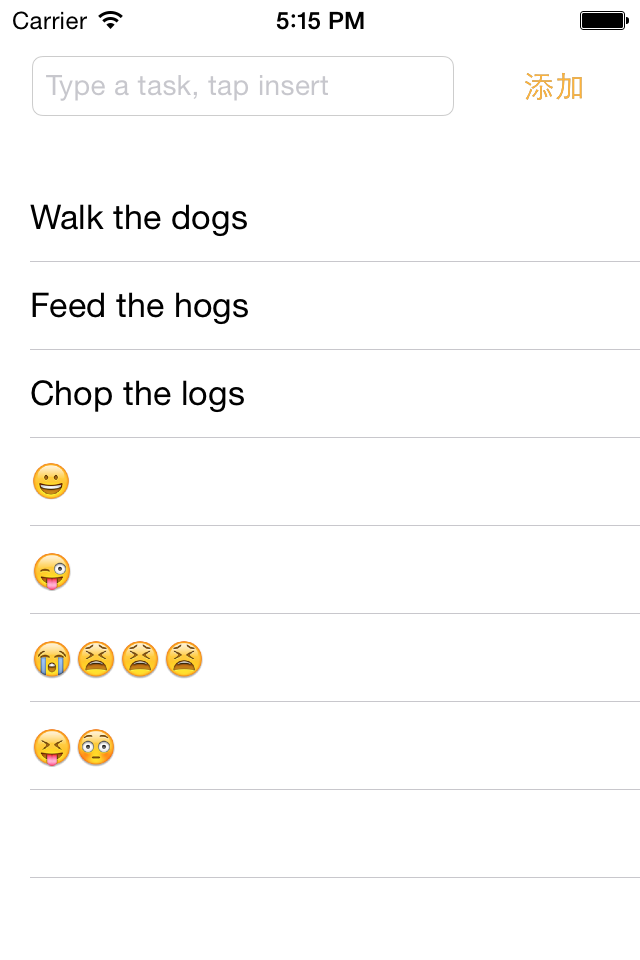 Carrier 5:15 PM
Type a task, tap insert 添加
Walk the dogs
Feed the hogs
Chop the logs
😀
😜
😭😫😫😫
😝😳